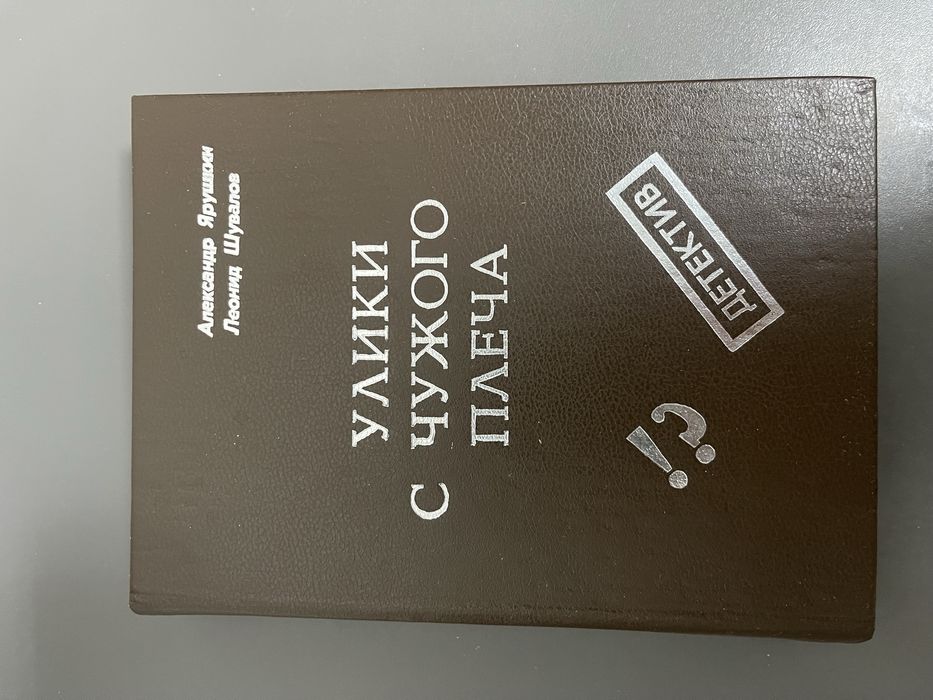 Александр Ярушкин
Леонид Шувалов
УЛИКИ
С ЧУЖОГО
ПЛЕЧА
!?
ДЕТЕКТИВ